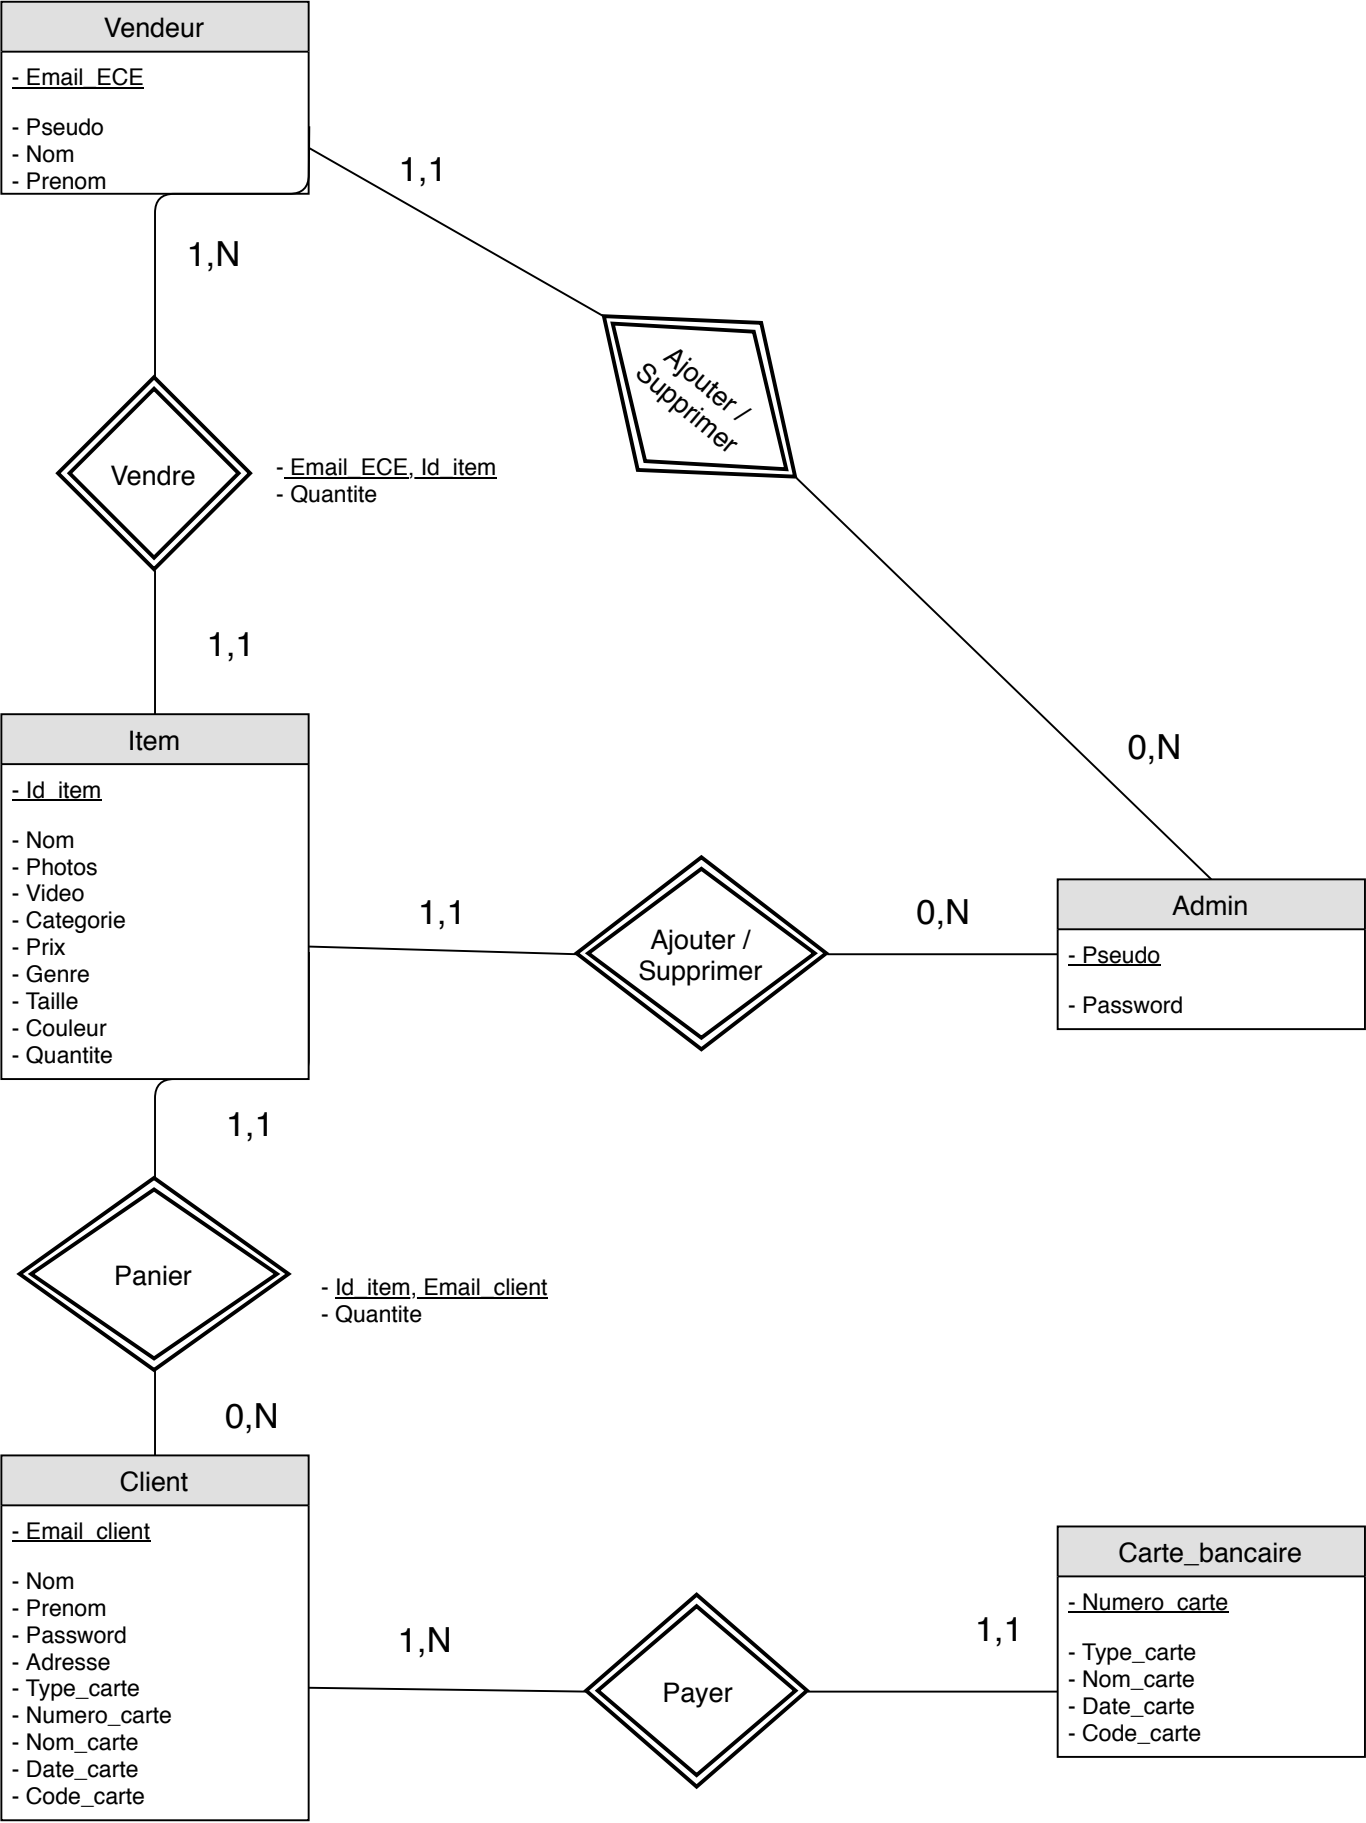 Vendeur
- Email_ECE
- Pseudo
- Nom
- Prenom
1,1
1,N
Ajouter /
Supprimer
Vendre
- Email_ECE, Id_item
- Quantite
1,1
0,N
Item
- Id_item
- Nom
- Photos
- Video
- Categorie
- Prix
- Genre
- Taille
- Couleur
- Quantite
1,1
Ajouter /
Supprimer
0,N
Admin
- Pseudo
- Password
1,1
Panier
- Id_item, Email_client
- Quantite
0,N
Client
- Email_client
- Nom
- Prenom
- Password
- Adresse
- Type_carte
- Numero_carte
- Nom_carte
- Date_carte
- Code_carte
1,N
Payer
1,1
Carte_bancaire
- Numero_carte
- Type_carte
- Nom_carte
- Date_carte
- Code_carte